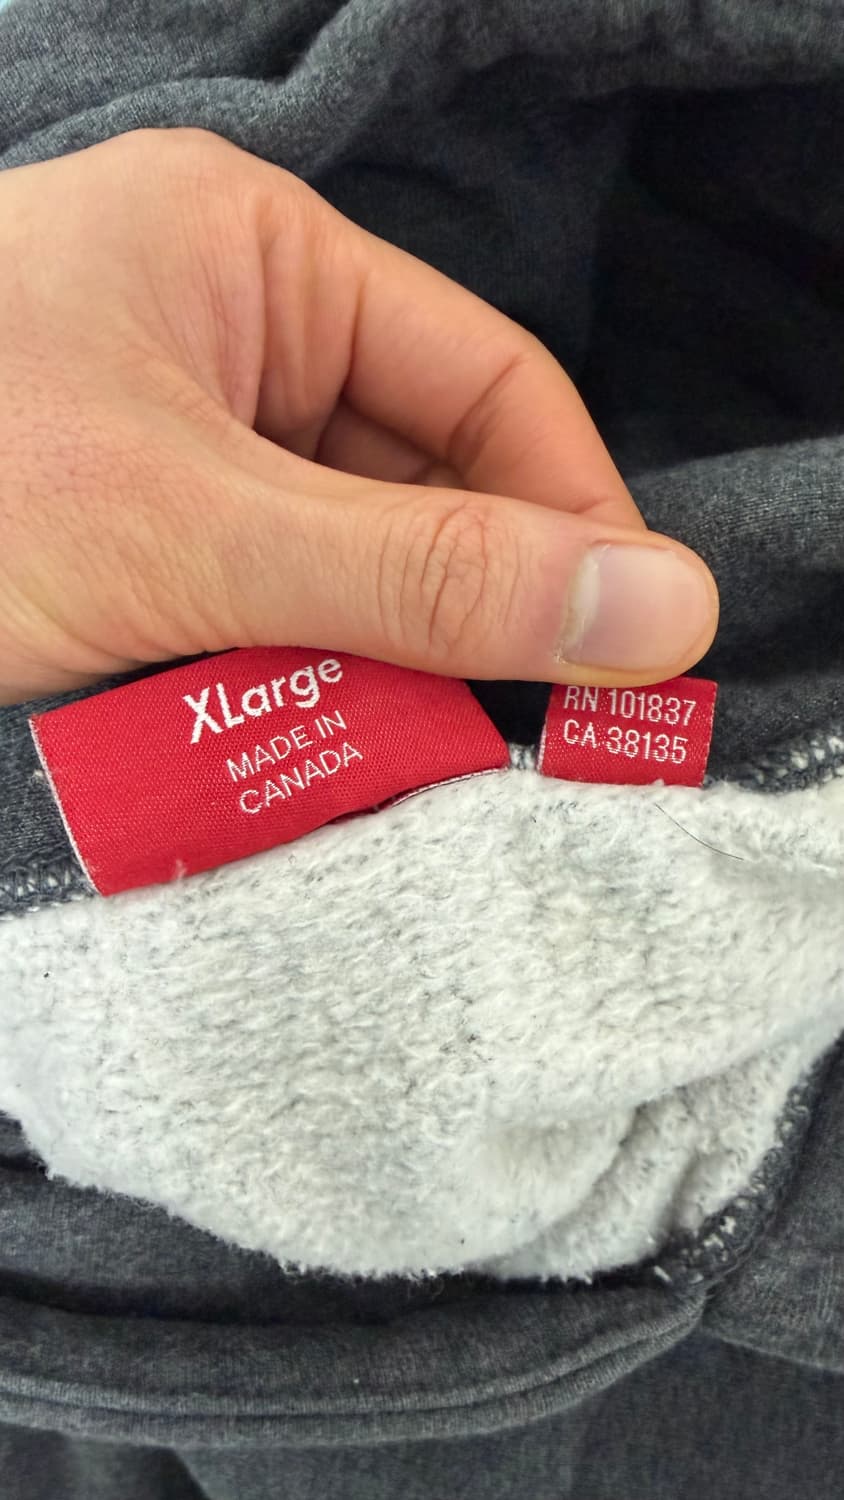 XLarge
MADE IN
CANADA
RN 101837
CA 38135